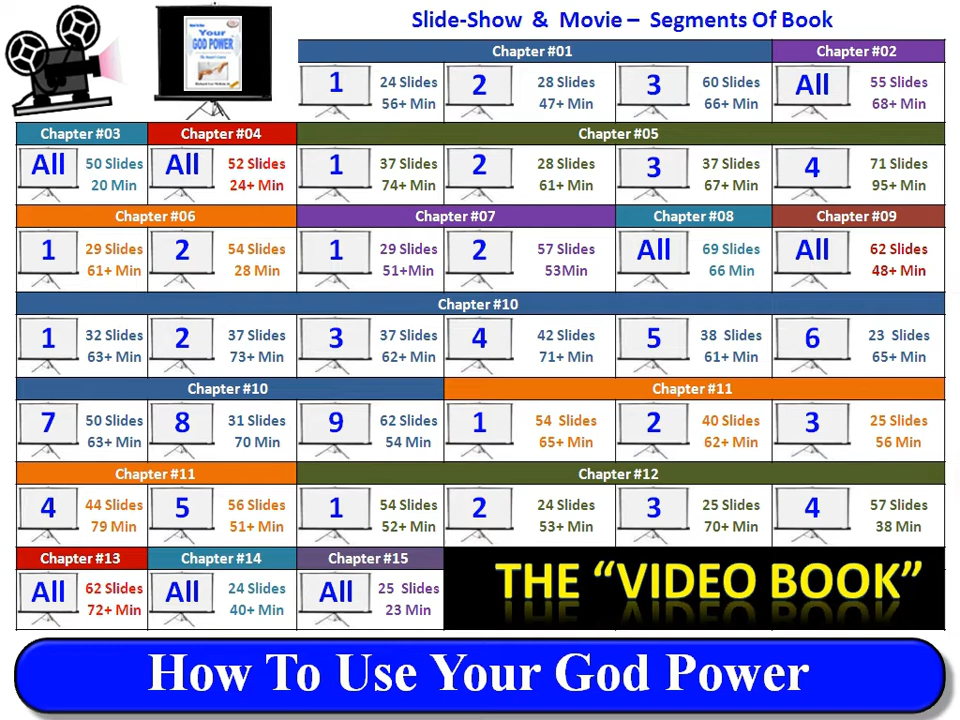 Slide-Show & Movie – Segments Of Book
Your
GOD POWER
Chapter #01 Chapter #02
1 24 Slides 56+ Min 2 28 Slides 47+ Min 3 60 Slides 66+ Min All 55 Slides 68+ Min
Chapter #03 Chapter #04 Chapter #05
All 50 Slides 20 Min All 52 Slides 24+ Min 1 37 Slides 74+ Min 2 28 Slides 61+ Min 3 37 Slides 67+ Min 4 71 Slides 95+ Min
Chapter #06 Chapter #07 Chapter #08 Chapter #09
1 29 Slides 61+ Min 2 54 Slides 28 Min 1 29 Slides 51+Min 2 57 Slides 53Min All 69 Slides 66 Min All 62 Slides 48+ Min
Chapter #10
1 32 Slides 63+ Min 2 37 Slides 73+ Min 3 37 Slides 62+ Min 4 42 Slides 71+ Min 5 38 Slides 61+ Min 6 23 Slides 65+ Min
Chapter #10 Chapter #11
7 50 Slides 63+ Min 8 31 Slides 70 Min 9 62 Slides 54 Min 1 54 Slides 65+ Min 2 40 Slides 62+ Min 3 25 Slides 56 Min
Chapter #11 Chapter #12
4 44 Slides 79 Min 5 56 Slides 51+ Min 1 54 Slides 52+ Min 2 24 Slides 53+ Min 3 25 Slides 70+ Min 4 57 Slides 38 Min
Chapter #13 Chapter #14 Chapter #15
All 62 Slides 72+ Min All 24 Slides 40+ Min All 25 Slides 23 Min
THE “VIDEO BOOK”
How To Use Your God Power